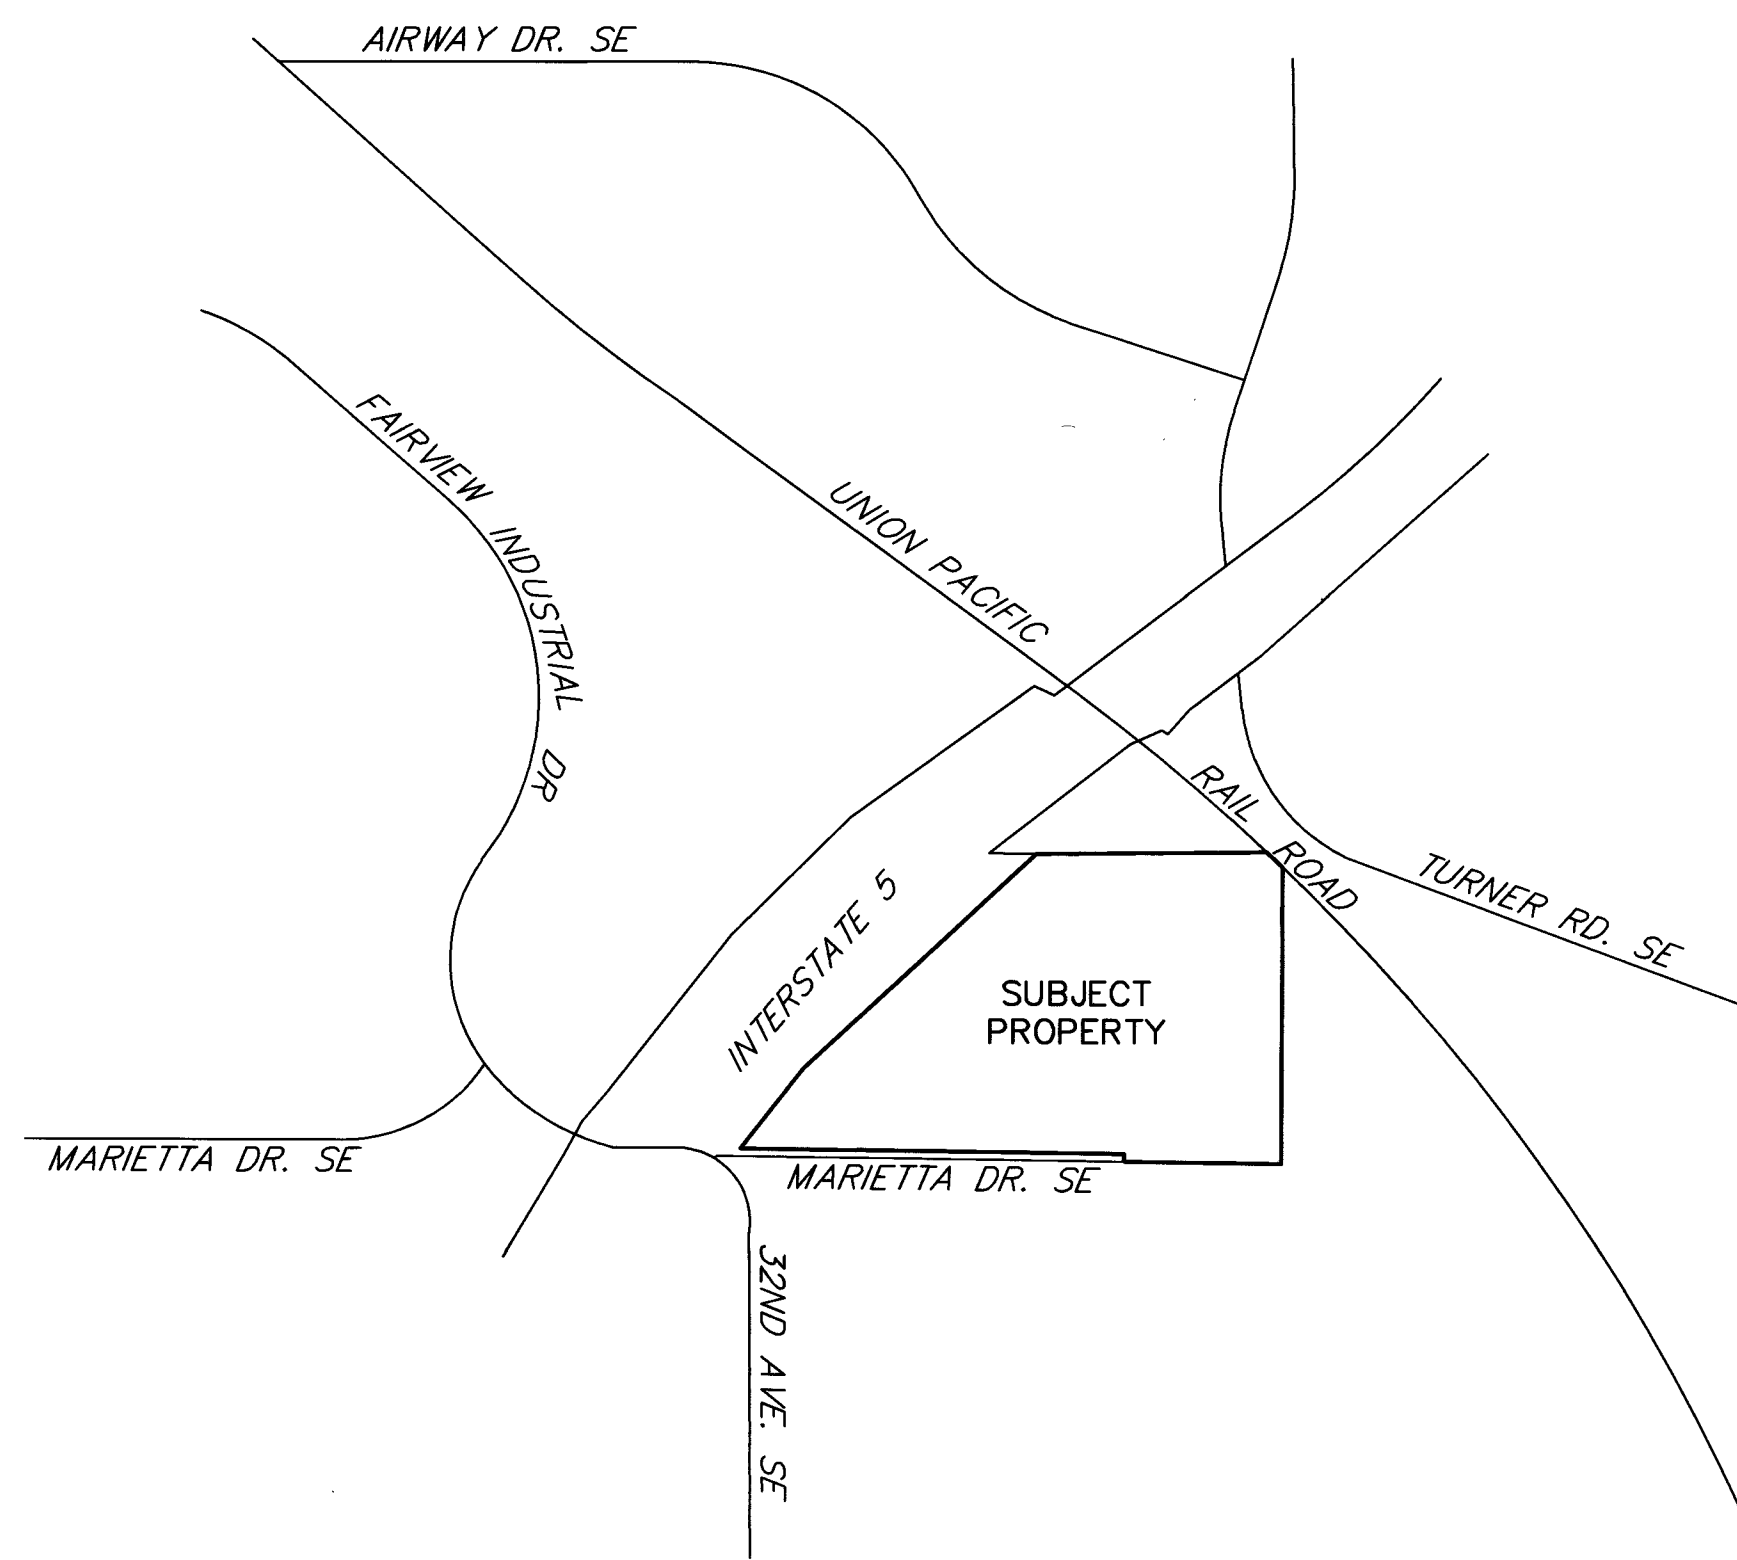 AIRWAY DR. SE
FAIRVIEW INDUSTRIAL DR
UNION PACIFIC RAIL ROAD
TURNER RD. SE
INTERSTATE 5
SUBJECT
PROPERTY
MARIETTA DR. SE
MARIETTA DR. SE
32ND AVE. SE